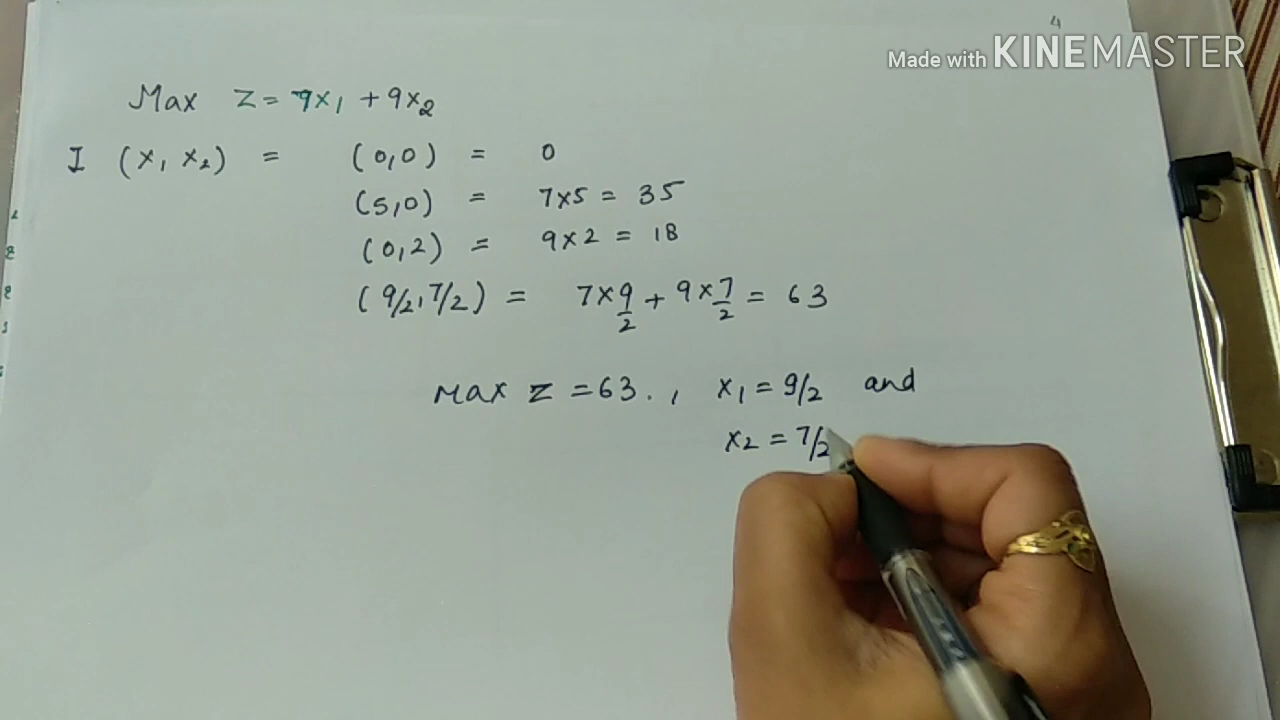 4
Made with KINEMASTER
Max Z = 7x₁ + 9x₂
I (x₁ x₂) = (0,0) = 0
(5,0) = 7×5 = 35
(0,2) = 9×2 = 18
(9/2, 7/2) = 7×9/2 + 9×7/2 = 63
Max Z = 63. , x₁ = 9/2 and
x₂ = 7/2